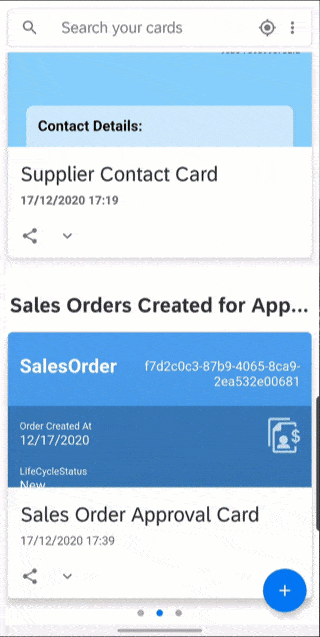 Search your cards
Contact Details:
Supplier Contact Card
17/12/2020 17:19
Sales Orders Created for App...
SalesOrder
f7d2c0c3-87b9-4065-8ca9-
2ea532e00681
Order Created At
12/17/2020
$
LifeCycleStatus
New
Sales Order Approval Card
17/12/2020 17:39
+